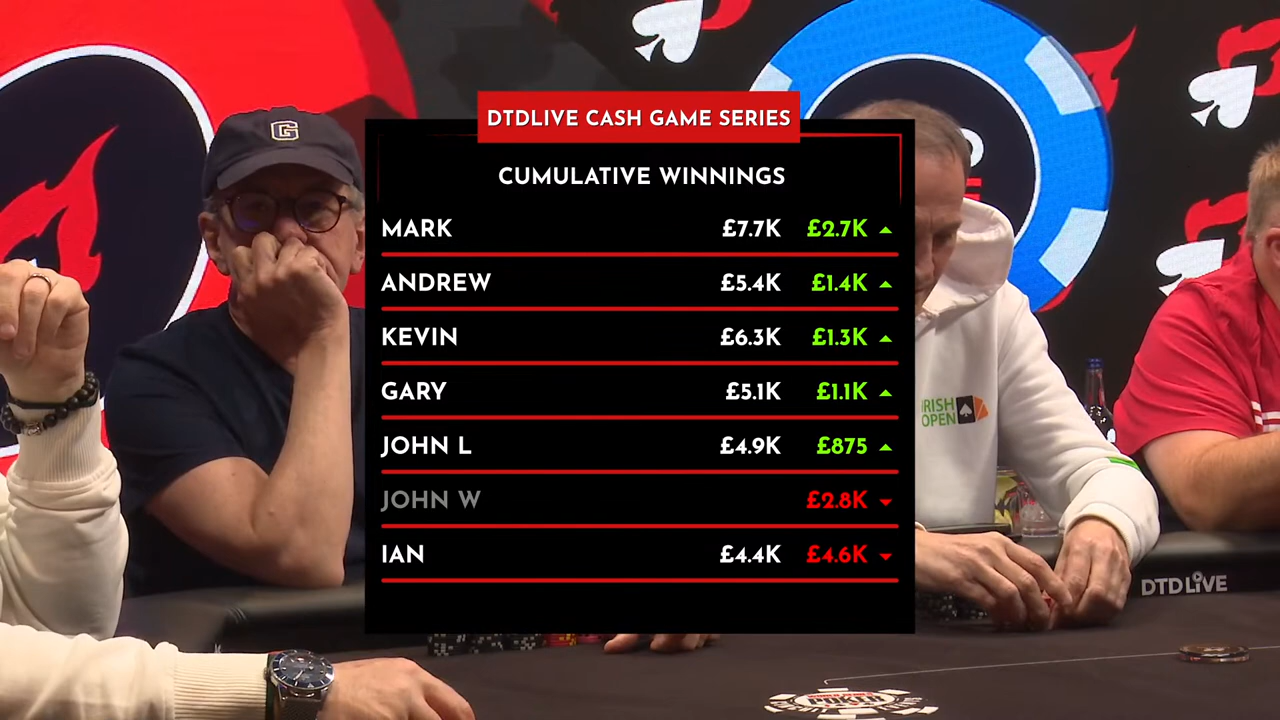 G
DTDLIVE CASH GAME SERIES
CUMULATIVE WINNINGS
MARK £7.7K £2.7K
ANDREW £5.4K £1.4K
KEVIN £6.3K £1.3K
GARY £5.1K £1.1K
JOHN L £4.9K £875
JOHN W £2.8K
IAN £4.4K £4.6K
IRISH
OPEN
DTDLIVE
POKER